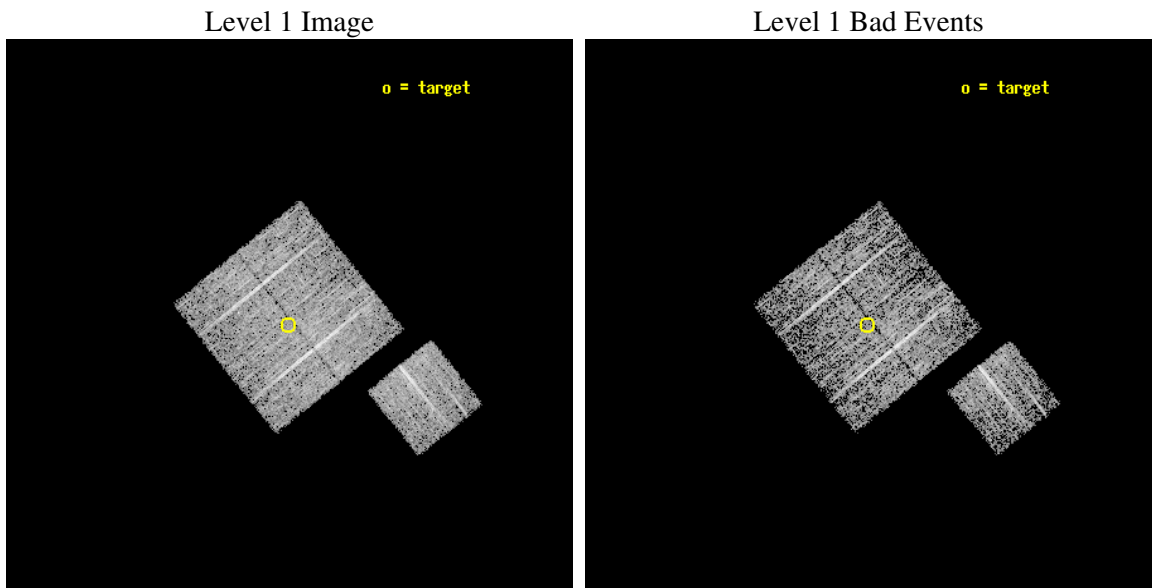 Level 1 Image
Level 1 Bad Events
o = target
o = target